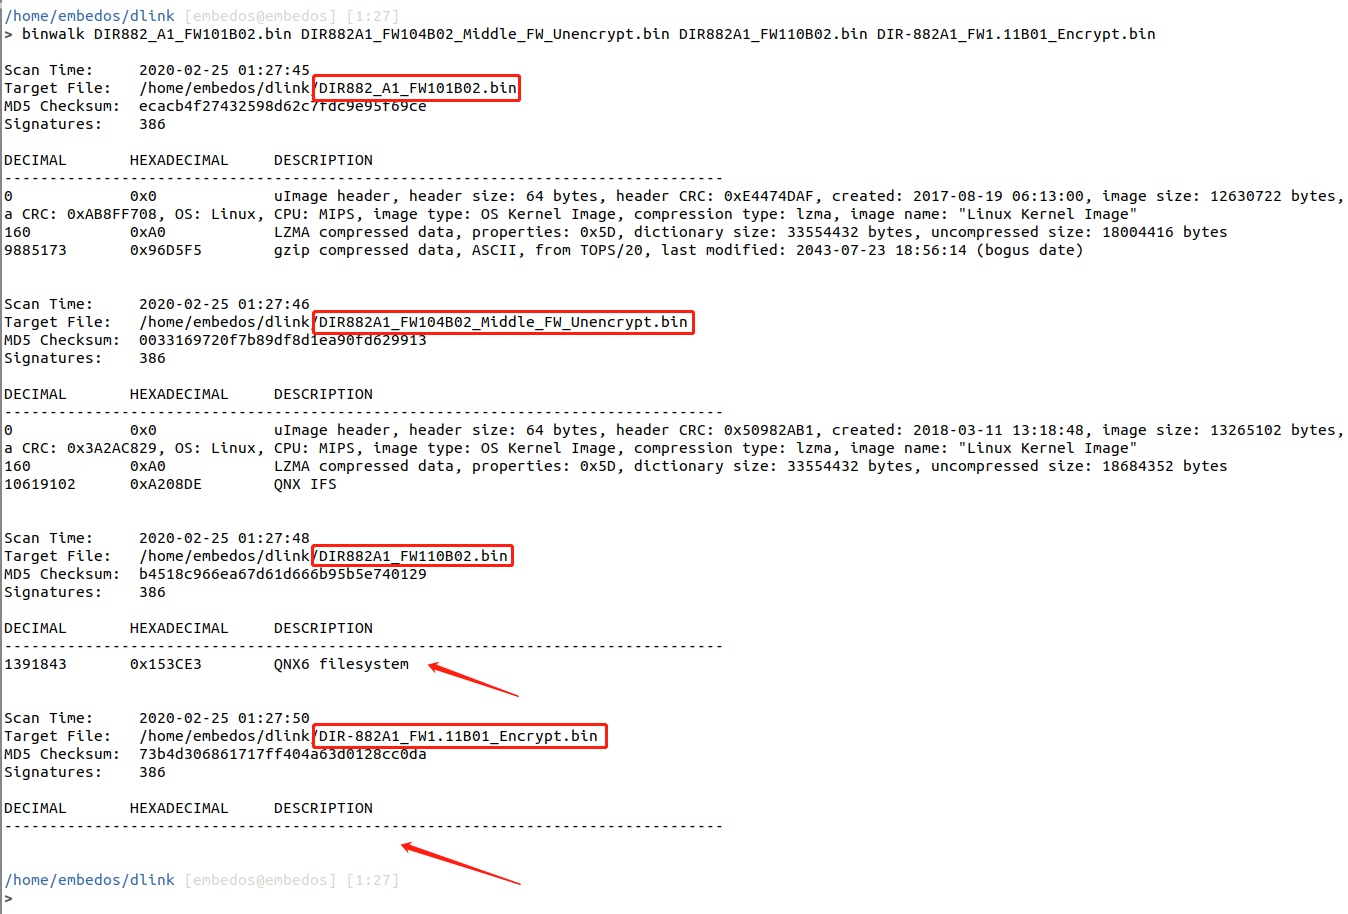 /home/embedos/dlink [embedos@embedos] [1:27]
> binwalk DIR882_A1_FW101B02.bin DIR882A1_FW104B02_Middle_FW_Unencrypt.bin DIR882A1_FW110B02.bin DIR-882A1_FW1.11B01_Encrypt.bin
Scan Time:     2020-02-25 01:27:45
Target File:   /home/embedos/dlink/DIR882_A1_FW101B02.bin
MD5 Checksum:  ecacb4f27432598d62c7fdc9e95f69ce
Signatures:    386
DECIMAL       HEXADECIMAL     DESCRIPTION
--------------------------------------------------------------------------------
0             0x0             uImage header, header size: 64 bytes, header CRC: 0xE4474DAF, created: 2017-08-19 06:13:00, image size: 12630722 bytes,
a CRC: 0xAB8FF708, OS: Linux, CPU: MIPS, image type: OS Kernel Image, compression type: lzma, image name: "Linux Kernel Image"
160           0xA0            LZMA compressed data, properties: 0x5D, dictionary size: 33554432 bytes, uncompressed size: 18004416 bytes
9885173       0x96D5F5        gzip compressed data, ASCII, from TOPS/20, last modified: 2043-07-23 18:56:14 (bogus date)
Scan Time:     2020-02-25 01:27:46
Target File:   /home/embedos/dlink/DIR882A1_FW104B02_Middle_FW_Unencrypt.bin
MD5 Checksum:  0033169720f7b89df8d1ea90fd629913
Signatures:    386
DECIMAL       HEXADECIMAL     DESCRIPTION
--------------------------------------------------------------------------------
0             0x0             uImage header, header size: 64 bytes, header CRC: 0x50982AB1, created: 2018-03-11 13:18:48, image size: 13265102 bytes,
a CRC: 0x3A2AC829, OS: Linux, CPU: MIPS, image type: OS Kernel Image, compression type: lzma, image name: "Linux Kernel Image"
160           0xA0            LZMA compressed data, properties: 0x5D, dictionary size: 33554432 bytes, uncompressed size: 18684352 bytes
10619102      0xA208DE        QNX IFS
Scan Time:     2020-02-25 01:27:48
Target File:   /home/embedos/dlink/DIR882A1_FW110B02.bin
MD5 Checksum:  b4518c966ea67d61d666b95b5e740129
Signatures:    386
DECIMAL       HEXADECIMAL     DESCRIPTION
--------------------------------------------------------------------------------
1391843       0x153CE3        QNX6 filesystem
Scan Time:     2020-02-25 01:27:50
Target File:   /home/embedos/dlink/DIR-882A1_FW1.11B01_Encrypt.bin
MD5 Checksum:  73b4d306861717ff404a63d0128cc0da
Signatures:    386
DECIMAL       HEXADECIMAL     DESCRIPTION
--------------------------------------------------------------------------------
/home/embedos/dlink [embedos@embedos] [1:27]
>